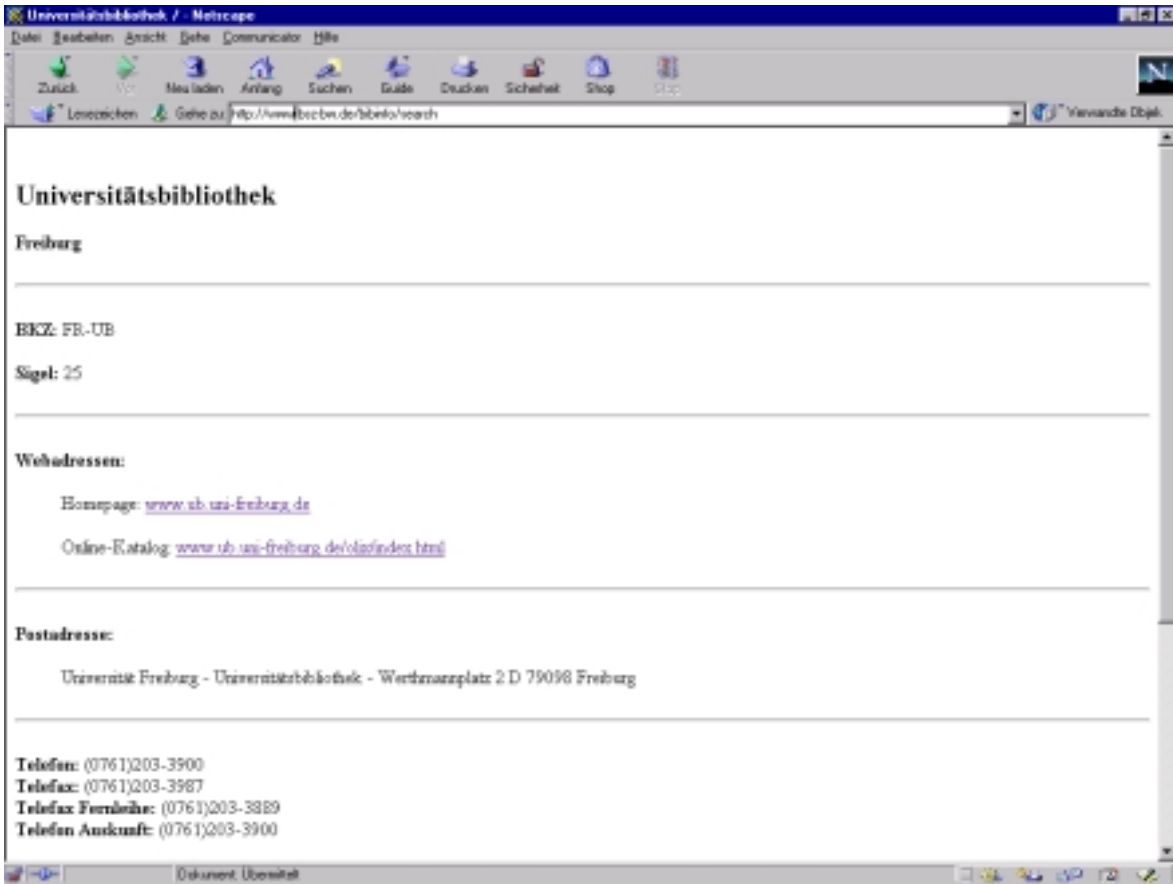 Universitätsbibliothek / - Netscape
Datei Bearbeiten Ansicht Gehe Communicator Hilfe
Zurück Vor Neu laden Anfang Suchen Guide Drucken Sicherheit Shop Stop
Lesezeichen Gehe zu: http://www.bsz-bw.de/bibinfo/search Verwandte Objek.
N
Universitätsbibliothek
Freiburg
BKZ: FR-UB
Sigel: 25
Webadressen:
Homepage: www.ub.uni-freiburg.de
Online-Katalog: www.ub.uni-freiburg.de/olix/index.html
Postadresse:
Universität Freiburg - Universitätsbibliothek - Werthmannplatz 2 D 79098 Freiburg
Telefon: (0761)203-3900
Telefax: (0761)203-3987
Telefax Fernleihe: (0761)203-3889
Telefon Auskunft: (0761)203-3900
Dokument: Übermittelt